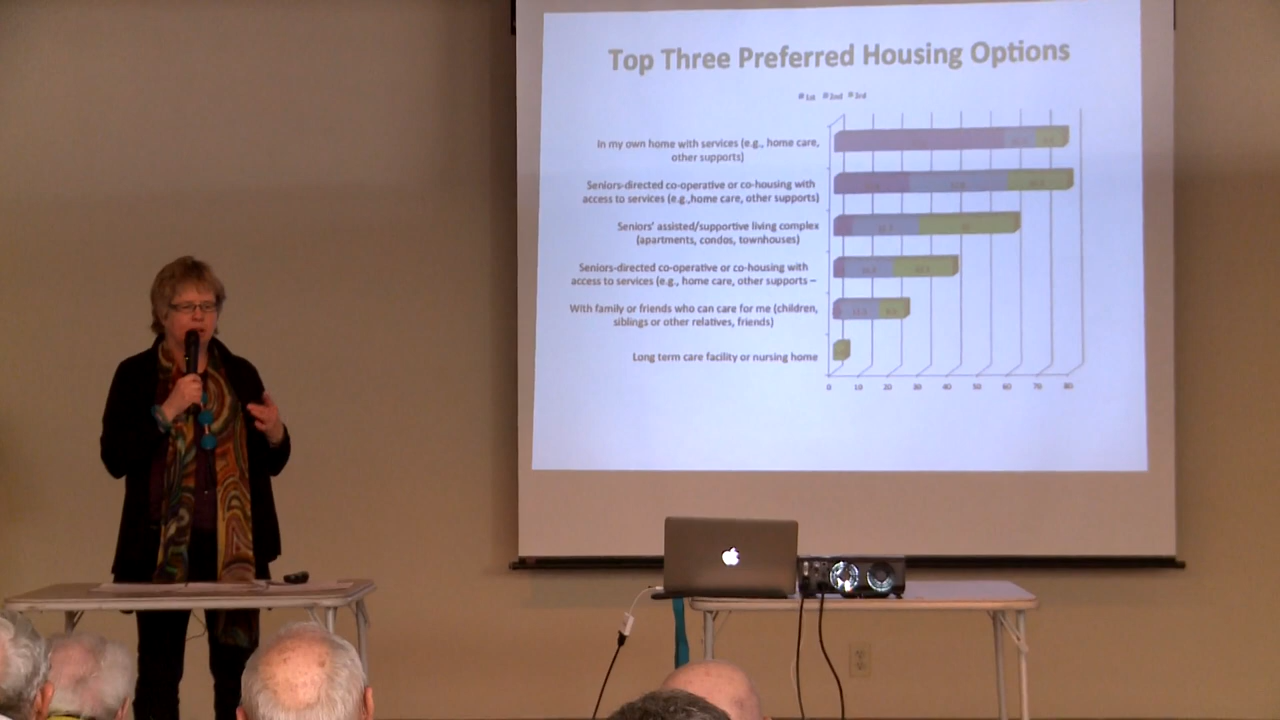 Top Three Preferred Housing Options
1st 2nd 3rd
In my own home with services (e.g., home care,
other supports)
Seniors-directed co-operative or co-housing with
access to services (e.g.,home care, other supports)
Seniors' assisted/supportive living complex
(apartments, condos, townhouses)
Seniors-directed co-operative or co-housing with
access to services (e.g., home care, other supports –
With family or friends who can care for me (children,
siblings or other relatives, friends)
Long term care facility or nursing home
0 10 20 30 40 50 60 70 80